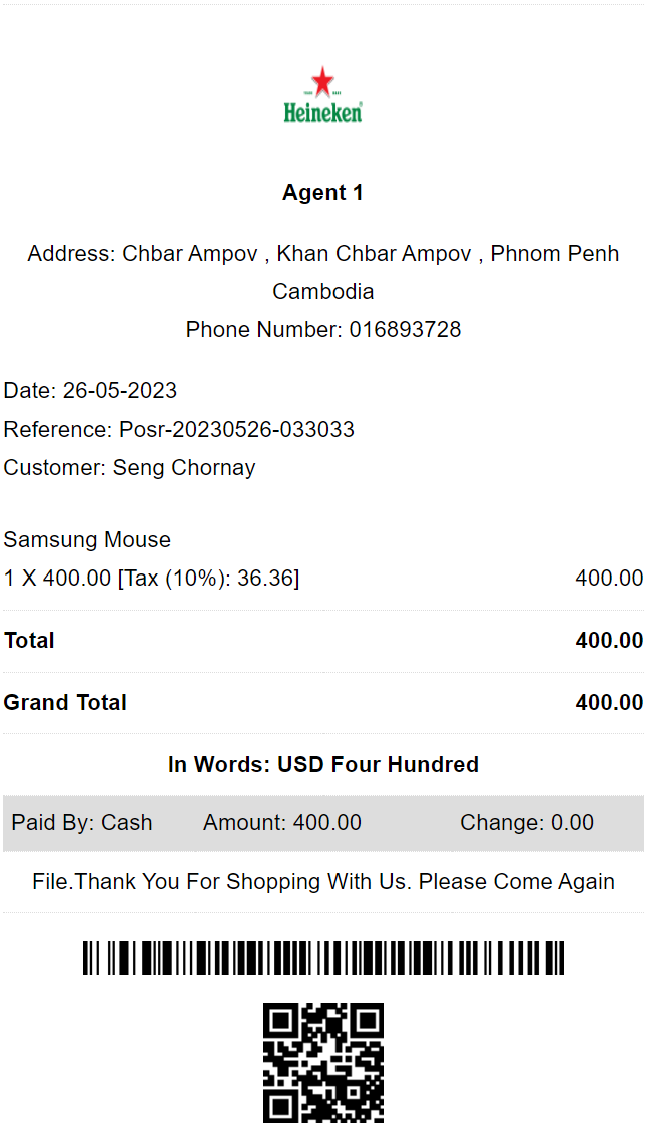 Heineken
Agent 1
Address: Chbar Ampov , Khan Chbar Ampov , Phnom Penh
Cambodia
Phone Number: 016893728
Date: 26-05-2023
Reference: Posr-20230526-033033
Customer: Seng Chornay
Samsung Mouse
1 X 400.00 [Tax (10%): 36.36] 400.00
Total 400.00
Grand Total 400.00
In Words: USD Four Hundred
Paid By: Cash Amount: 400.00 Change: 0.00
File.Thank You For Shopping With Us. Please Come Again